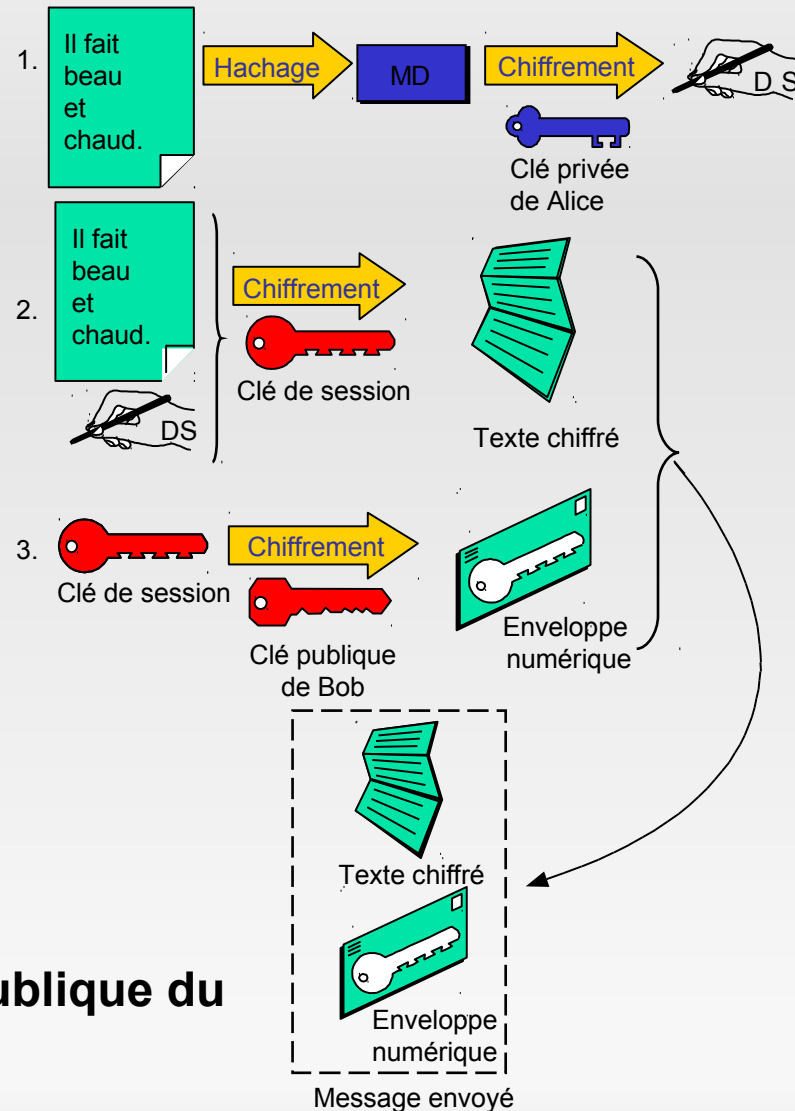 1.
Il fait
beau
et
chaud.
Hachage
MD
Chiffrement
D S
Clé privée
de Alice
2.
Il fait
beau
et
chaud.
DS
Chiffrement
Clé de session
Texte chiffré
3.
Clé de session
Chiffrement
Clé publique
de Bob
Enveloppe
numérique
Texte chiffré
Enveloppe
numérique
Message envoyé
ublique du